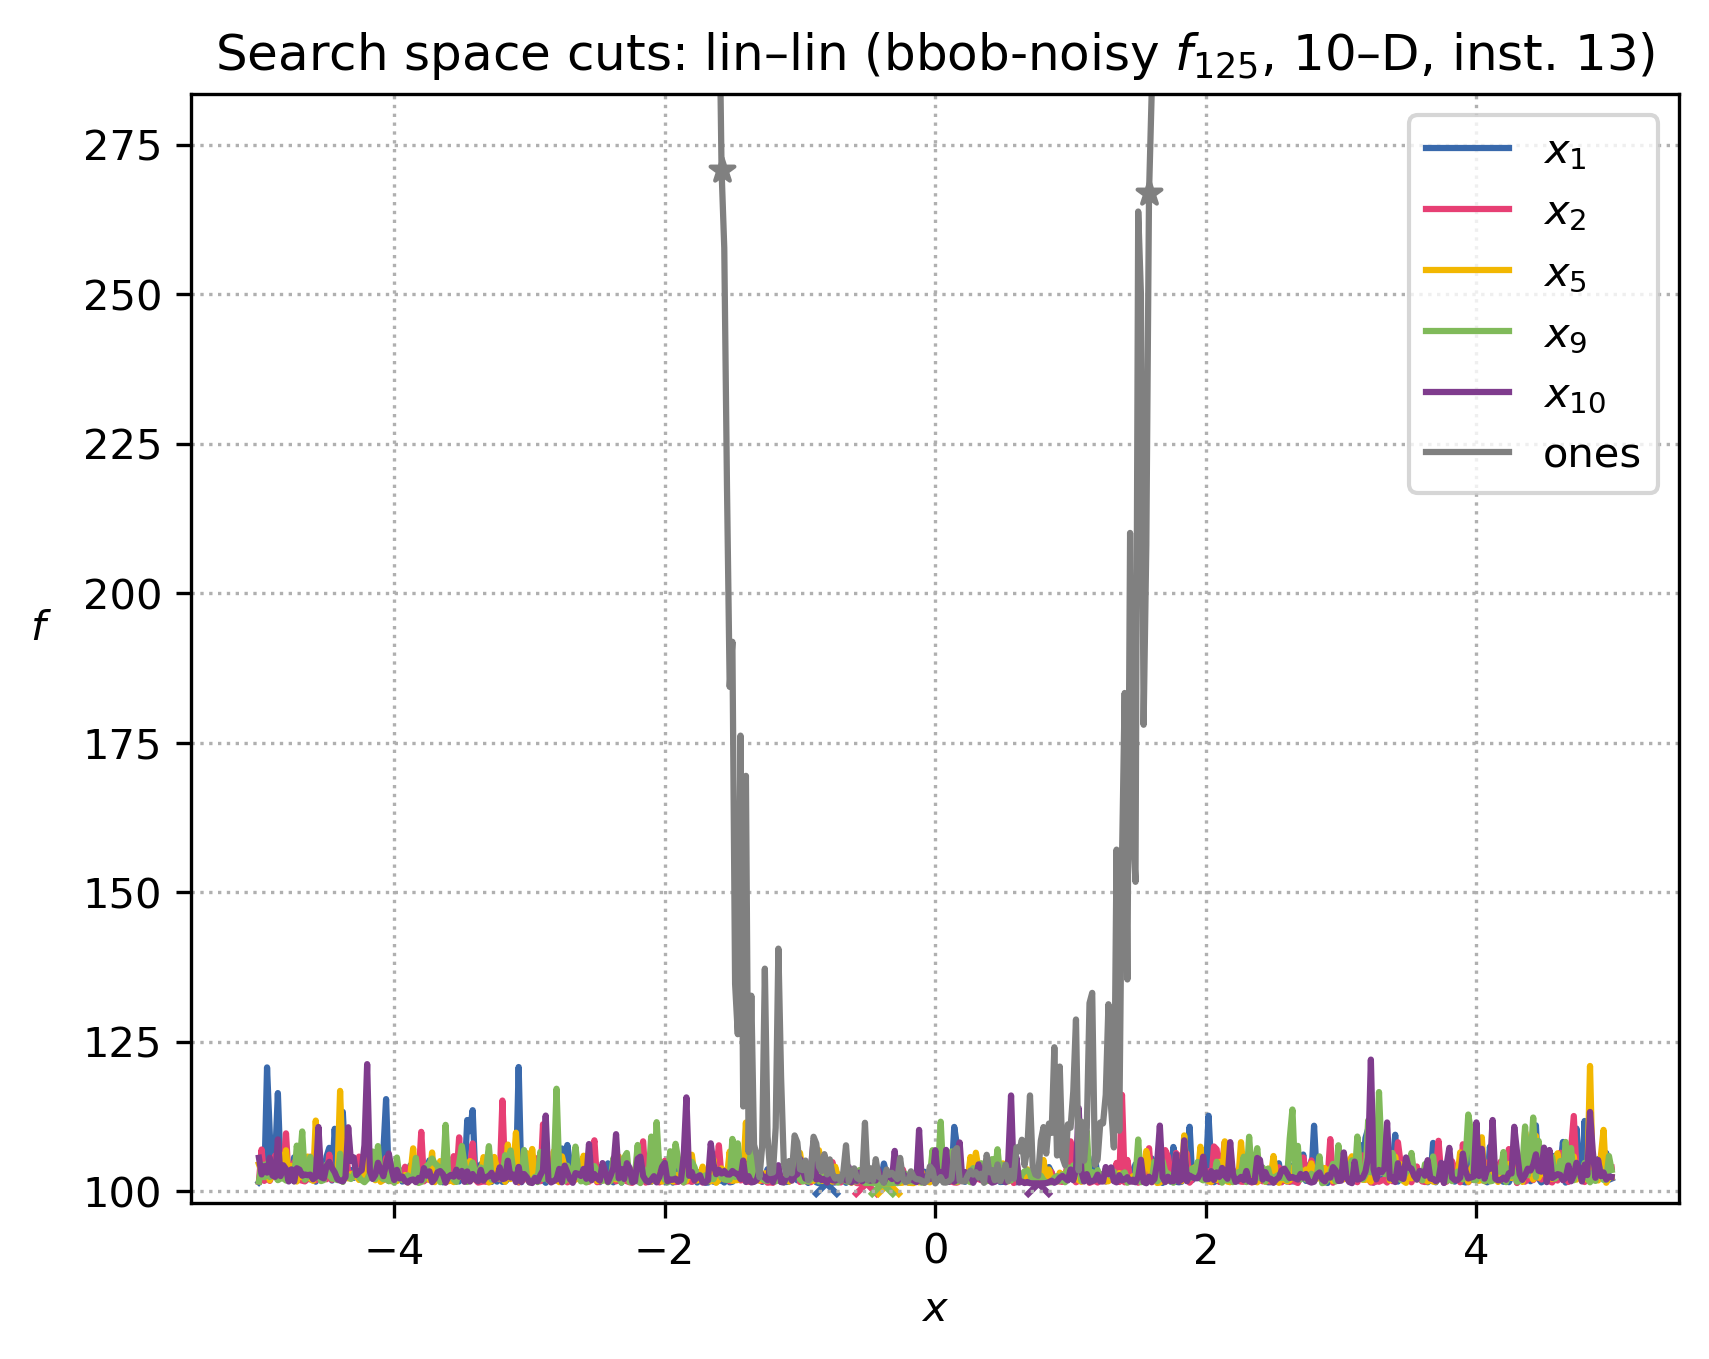 Search space cuts: lin–lin (bbob-noisy f₁₂₅, 10–D, inst. 13)
275
250
225
200
175
150
125
100
f
−4
−2
0
2
4
x
x₁
x₂
x₅
x₉
x₁₀
ones